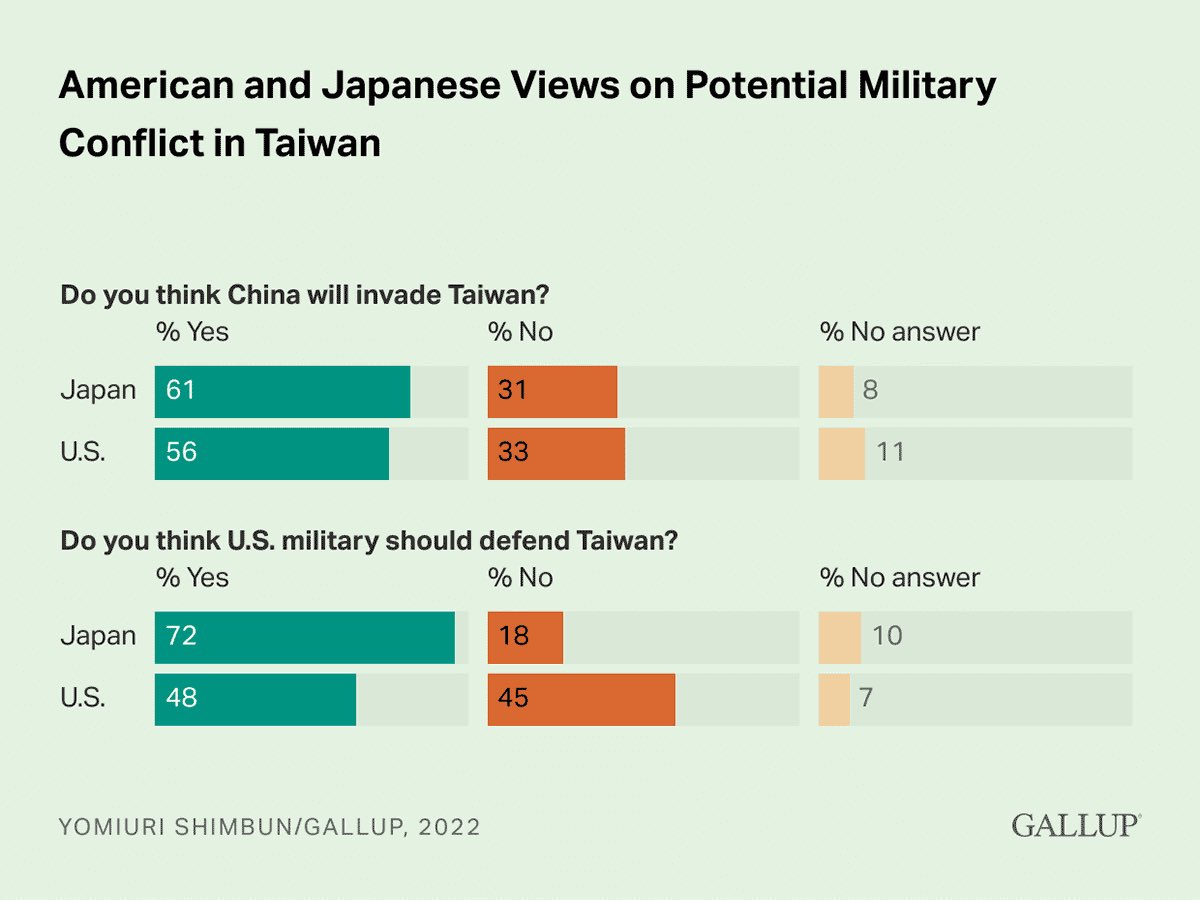 American and Japanese Views on Potential Military
Conflict in Taiwan
Do you think China will invade Taiwan?
% Yes % No % No answer
Japan 61 31 8
U.S. 56 33 11
Do you think U.S. military should defend Taiwan?
% Yes % No % No answer
Japan 72 18 10
U.S. 48 45 7
YOMIURI SHIMBUN/GALLUP, 2022
GALLUP®